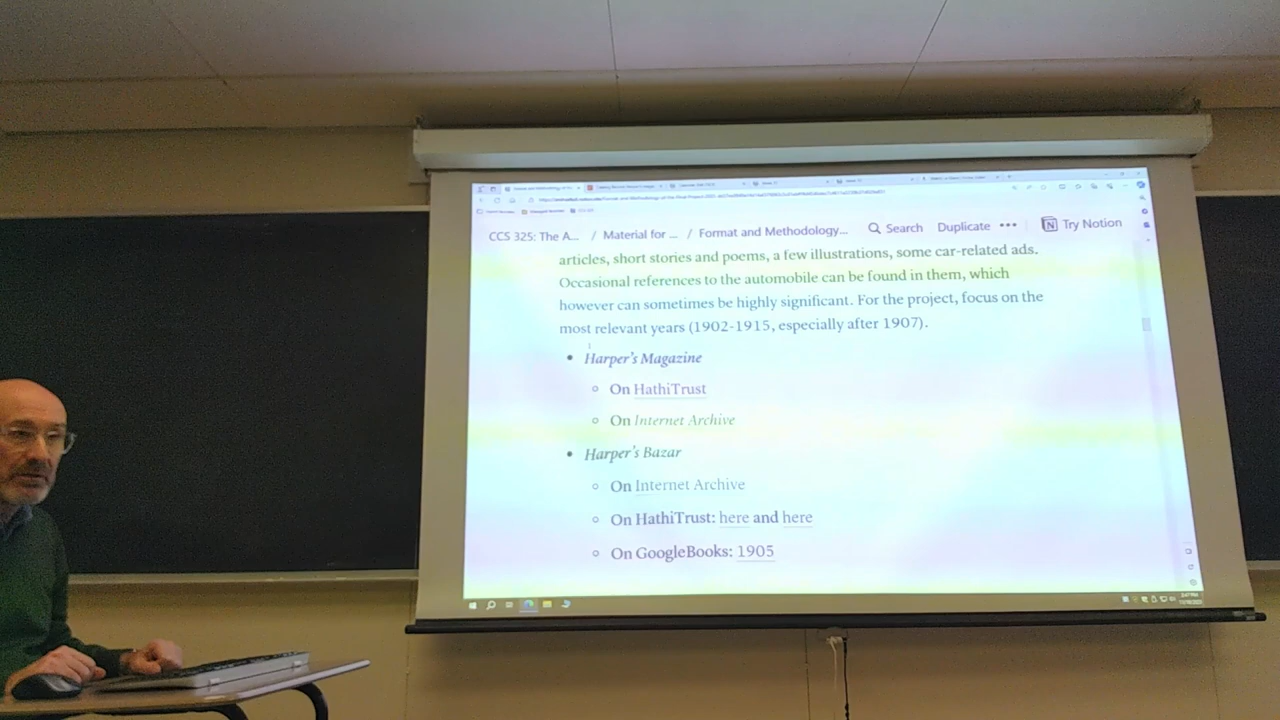 CCS 325: The A... / Material for ... / Format and Methodology... Search Duplicate ••• Try Notion
articles, short stories and poems, a few illustrations, some car-related ads.
Occasional references to the automobile can be found in them, which
however can sometimes be highly significant. For the project, focus on the
most relevant years (1902-1915, especially after 1907).
• Harper's Magazine
○ On HathiTrust
○ On Internet Archive
• Harper's Bazar
○ On Internet Archive
○ On HathiTrust: here and here
○ On GoogleBooks: 1905